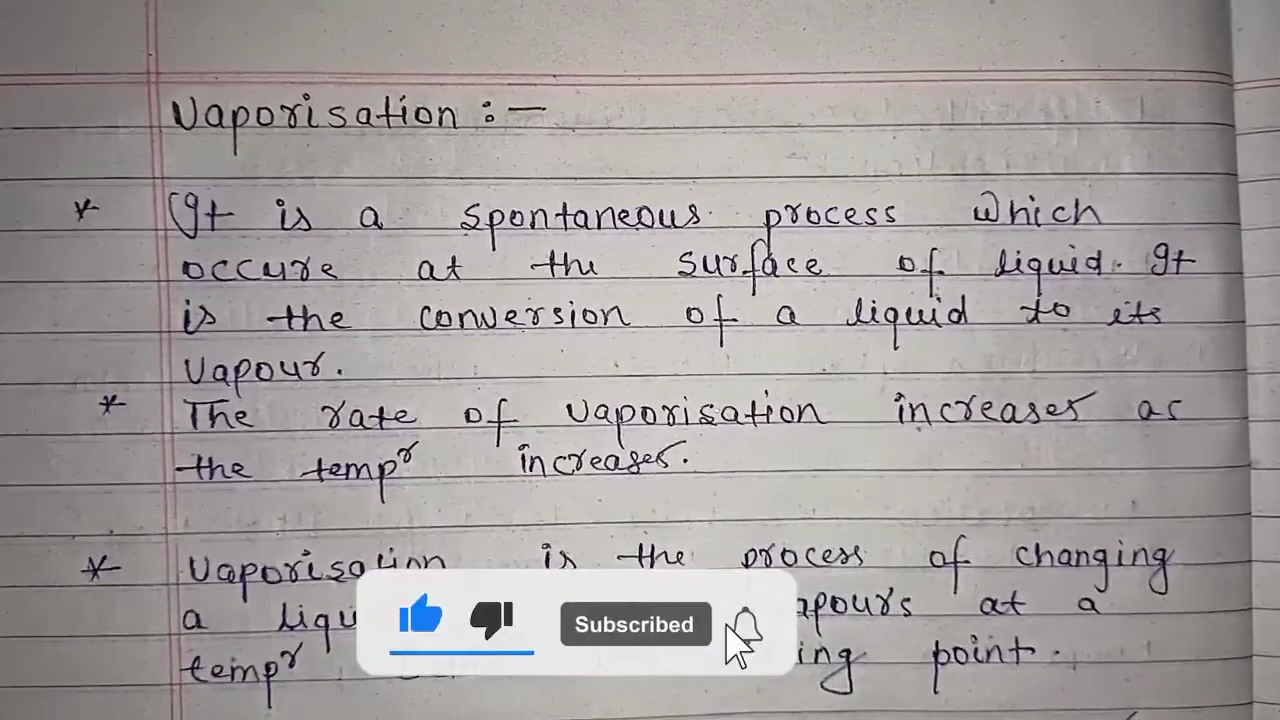 Vaporisation :-
* It is a spontaneous process which
occure at the surface of liquid. It
is the conversion of a liquid to its
vapour.
* The rate of vaporisation increases as
the tempr increases.
* Vaporisation is the process of changing
a liqu apours at a
tempr ing point.
Subscribed